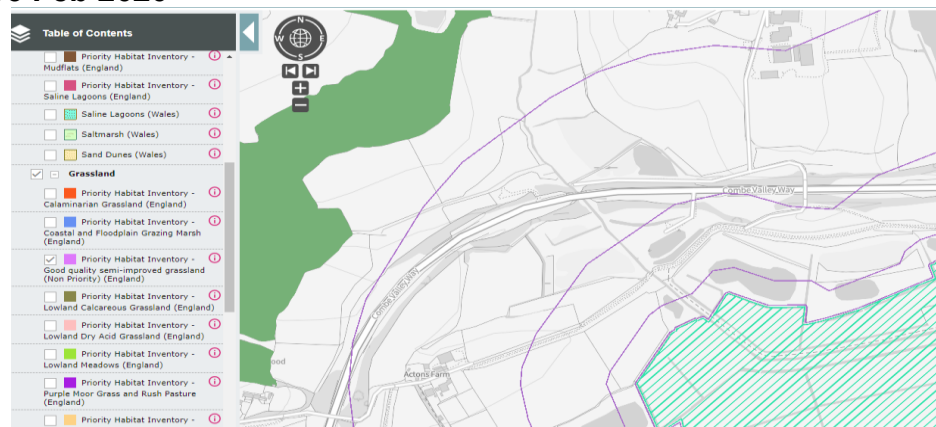 Table of Contents
Priority Habitat Inventory -
Mudflats (England)
Priority Habitat Inventory -
Saline Lagoons (England)
Saline Lagoons (Wales)
Saltmarsh (Wales)
Sand Dunes (Wales)
Grassland
Priority Habitat Inventory -
Calaminarian Grassland (England)
Priority Habitat Inventory -
Coastal and Floodplain Grazing Marsh
(England)
Priority Habitat Inventory -
Good quality semi-improved grassland
(Non Priority) (England)
Priority Habitat Inventory -
Lowland Calcareous Grassland (England)
Priority Habitat Inventory -
Lowland Dry Acid Grassland (England)
Priority Habitat Inventory -
Lowland Meadows (England)
Priority Habitat Inventory -
Purple Moor Grass and Rush Pasture
(England)
Priority Habitat Inventory -
N
W
E
S
Combe Valley Way
Combe Valley Way
Actons Farm